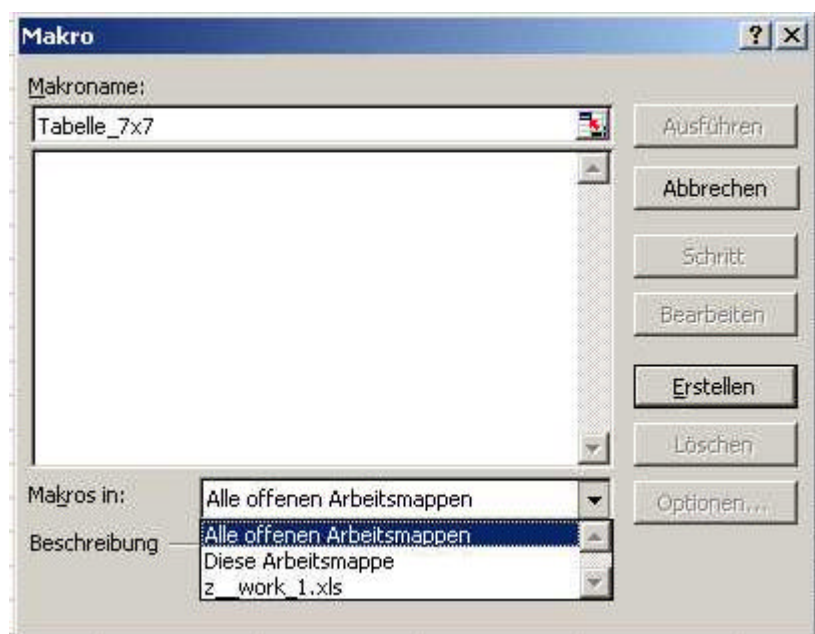 Makro
Makroname:
Tabelle_7x7
Ausführen
Abbrechen
Schritt
Bearbeiten
Erstellen
Löschen
Makros in:
Alle offenen Arbeitsmappen
Optionen...
Beschreibung
Alle offenen Arbeitsmappen
Diese Arbeitsmappe
z__work_1.xls